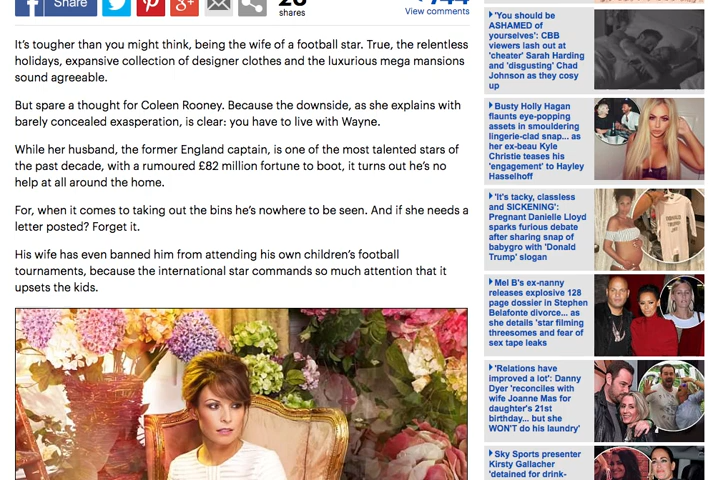 Share
shares
View comments
It's tougher than you might think, being the wife of a football star. True, the relentless
holidays, expansive collection of designer clothes and the luxurious mega mansions
sound agreeable.
But spare a thought for Coleen Rooney. Because the downside, as she explains with
barely concealed exasperation, is clear: you have to live with Wayne.
While her husband, the former England captain, is one of the most talented stars of
the past decade, with a rumoured £82 million fortune to boot, it turns out he's no
help at all around the home.
For, when it comes to taking out the bins he's nowhere to be seen. And if she needs a
letter posted? Forget it.
His wife has even banned him from attending his own children's football
tournaments, because the international star commands so much attention that it
upsets the kids.
'You should be
ASHAMED of
yourselves': CBB
viewers lash out at
'cheater' Sarah Harding
and 'disgusting' Chad
Johnson as they cosy
up
Busty Holly Hagan
flaunts eye-popping
assets in smouldering
lingerie-clad snap... as
her ex-beau Kyle
Christie teases his
'engagement' to Hayley
Hasselhoff
'It's tacky, classless
and SICKENING':
Pregnant Danielle Lloyd
sparks furious debate
after sharing snap of
babygro with 'Donald
Trump' slogan
Mel B's ex-nanny
releases explosive 128
page dossier in Stephen
Belafonte divorce... as
she details 'star filming
threesomes and fear of
sex tape leaks
'Relations have
improved a lot': Danny
Dyer 'reconciles with
wife Joanne Mas for
daughter's 21st
birthday... but she
WON'T do his laundry'
Sky Sports presenter
Kirsty Gallacher
'detained for drink-